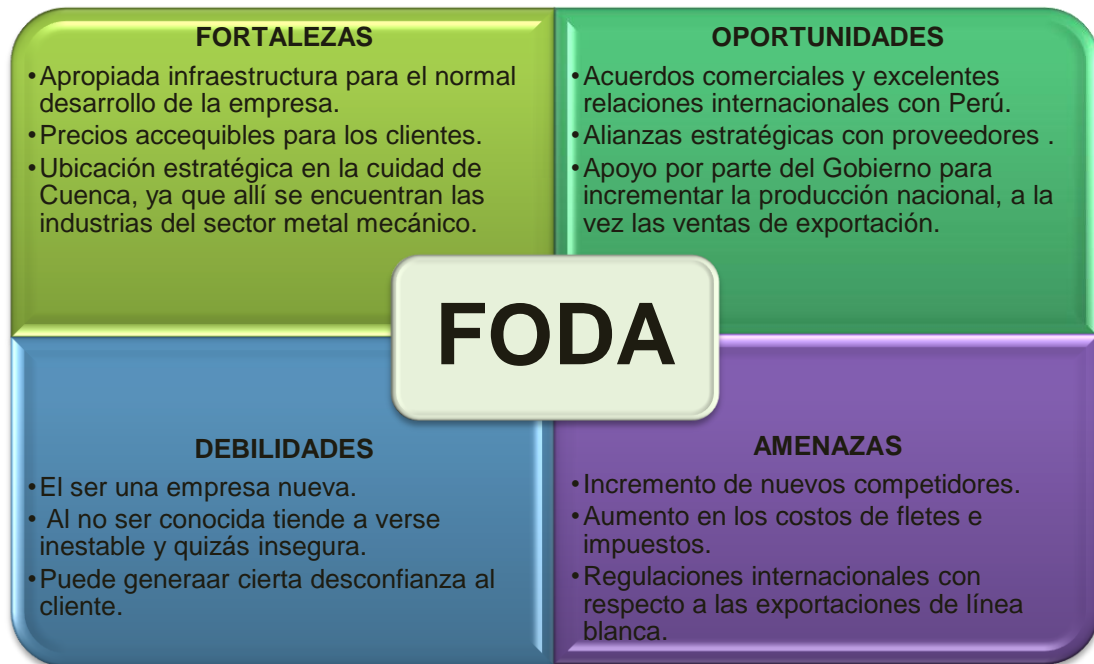 FORTALEZAS
•Apropiada infraestructura para el normal
desarrollo de la empresa.
•Precios accequibles para los clientes.
•Ubicación estratégica en la cuidad de
Cuenca, ya que allí se encuentran las
industrias del sector metal mecánico.
OPORTUNIDADES
•Acuerdos comerciales y excelentes
relaciones internacionales con Perú.
•Alianzas estratégicas con proveedores .
•Apoyo por parte del Gobierno para
incrementar la producción nacional, a la
vez las ventas de exportación.
FODA
DEBILIDADES
•El ser una empresa nueva.
• Al no ser conocida tiende a verse
inestable y quizás insegura.
•Puede generaar cierta desconfianza al
cliente.
AMENAZAS
•Incremento de nuevos competidores.
•Aumento en los costos de fletes e
impuestos.
•Regulaciones internacionales con
respecto a las exportaciones de línea
blanca.